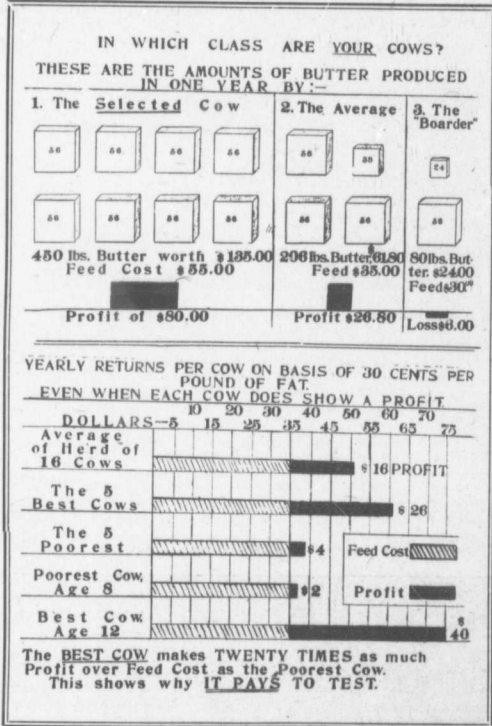 IN WHICH CLASS ARE YOUR COWS?
THESE ARE THE AMOUNTS OF BUTTER PRODUCED
IN ONE YEAR BY:—
1. The Selected Cow
56 56 56 56
56 56 56 56
450 lbs. Butter worth $135.00
Feed Cost $55.00
Profit of $80.00
2. The Average
56 38
56 56
206 lbs. Butter, 61.80
Feed $35.00
Profit $26.80
3. The
"Boarder"
24
56
80 lbs. But-
ter. $24.00
Feed $30.00
Loss $6.00
YEARLY RETURNS PER COW ON BASIS OF 30 CENTS PER
POUND OF FAT.
EVEN WHEN EACH COW DOES SHOW A PROFIT
10 20 30 40 50 60 70
DOLLARS—5 15 25 35 45 55 65 75
Average
of Herd of
16 Cows
$16 PROFIT
The 5
Best Cows
$26
The 5
Poorest
$4
Feed Cost
Poorest Cow,
Age 8
$2
Profit
Best Cow
Age 12
$
40
The BEST COW makes TWENTY TIMES as much
Profit over Feed Cost as the Poorest Cow.
This shows why IT PAYS TO TEST.